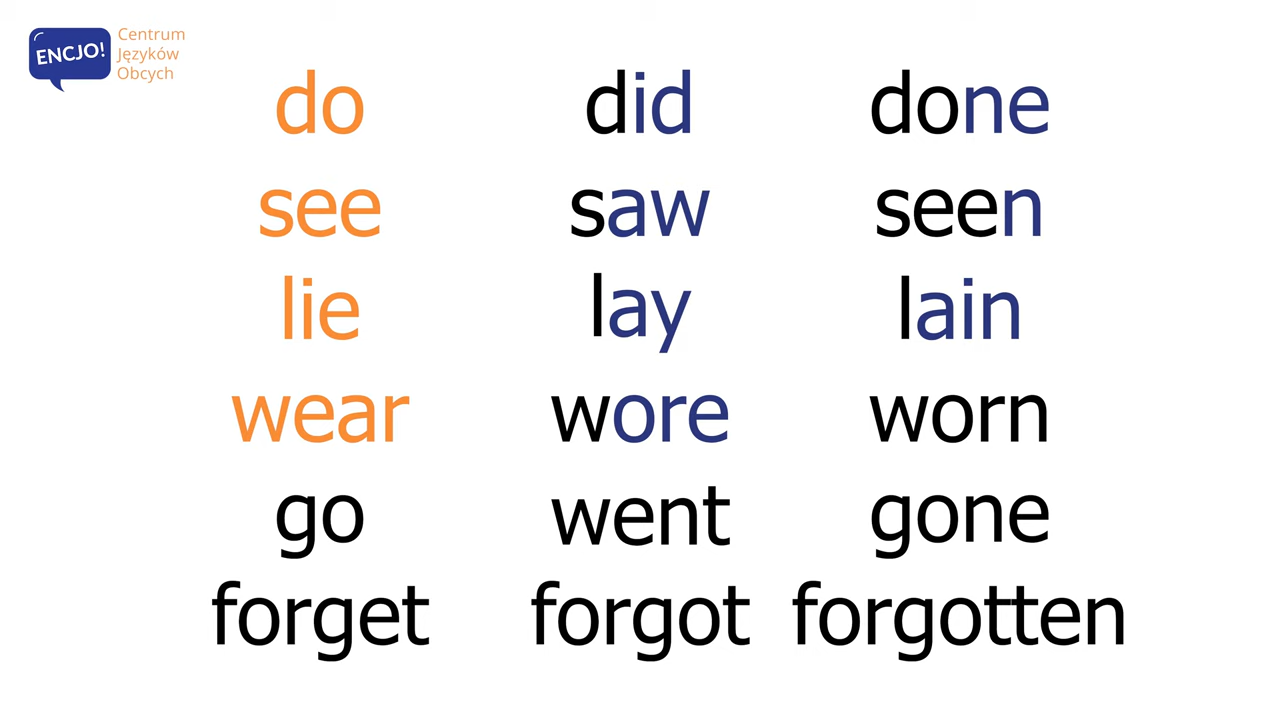 ENCJO!
Centrum
Języków
Obcych
do did done
see saw seen
lie lay lain
wear wore worn
go went gone
forget forgot forgotten